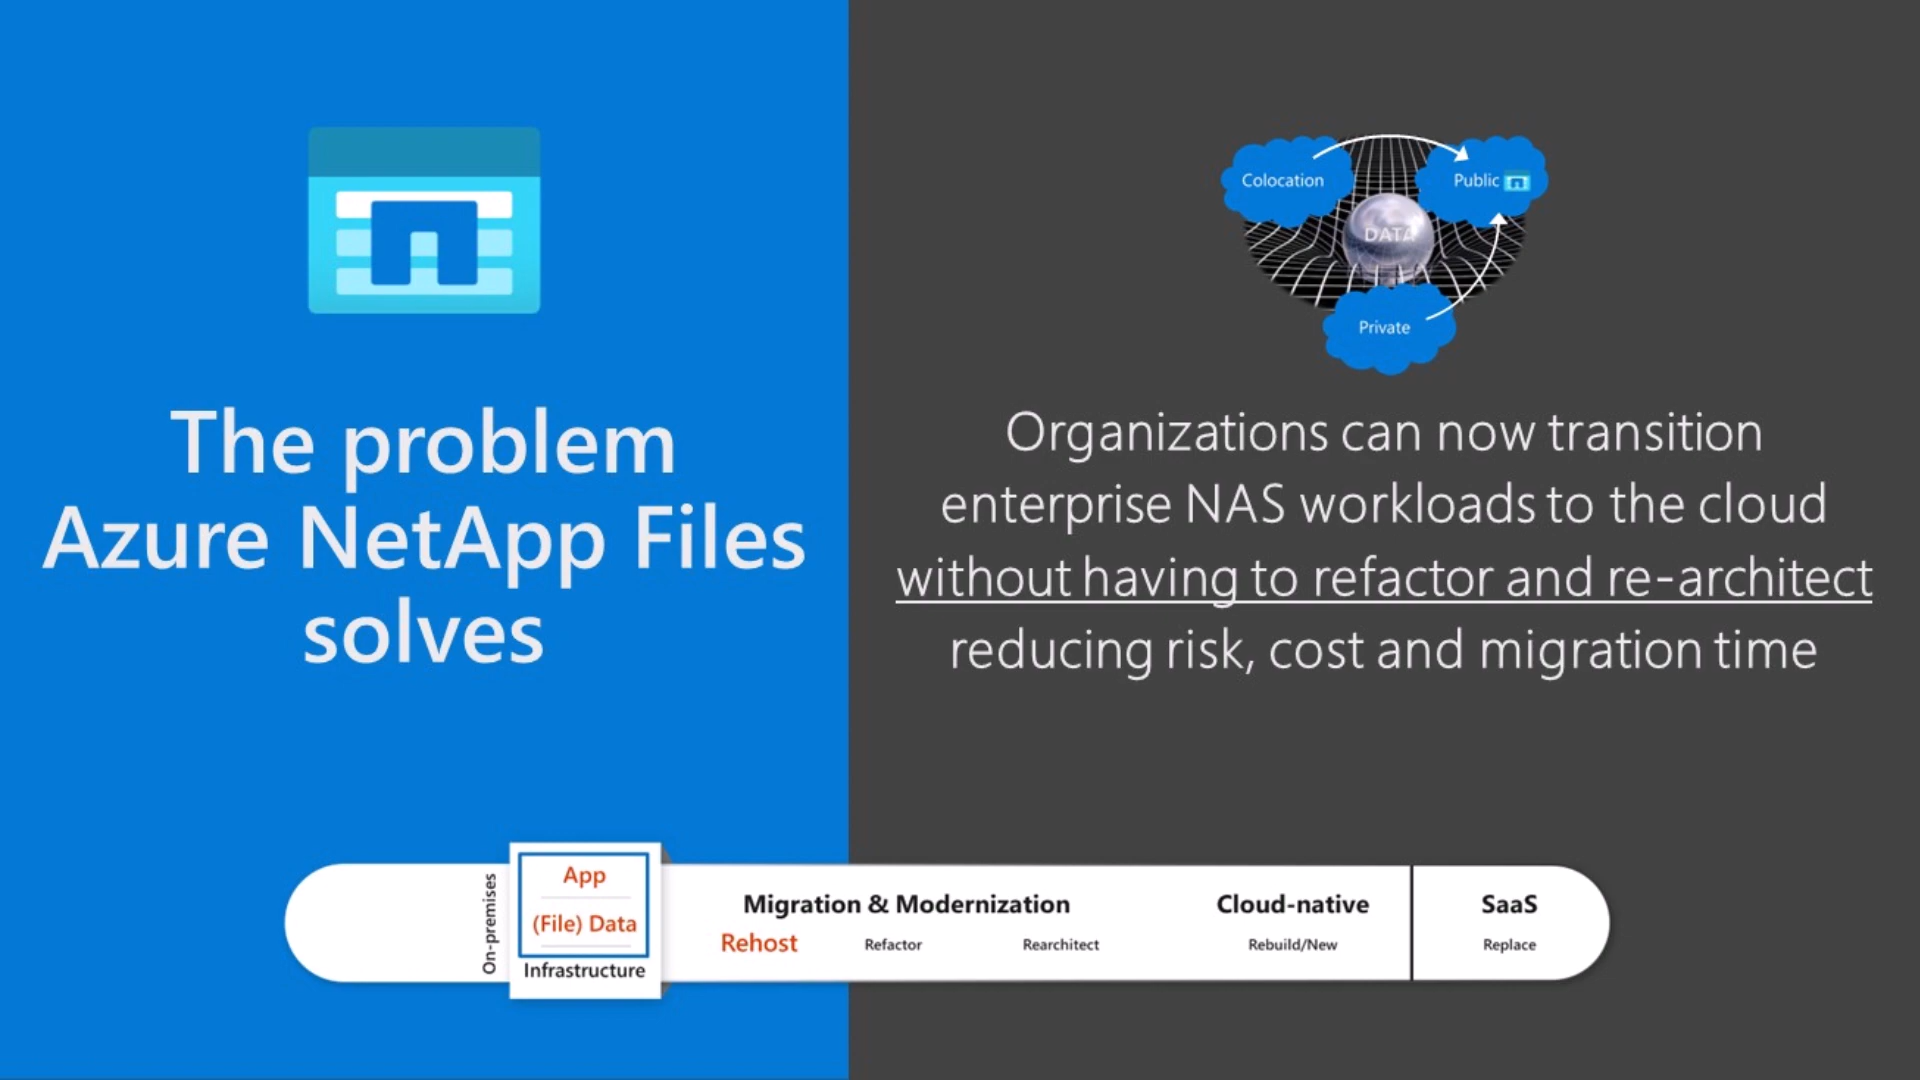 The problem
Azure NetApp Files
solves
Colocation
Public
DATA
Private
Organizations can now transition
enterprise NAS workloads to the cloud
without having to refactor and re-architect
reducing risk, cost and migration time
On-premises
App
(File) Data
Infrastructure
Migration & Modernization
Rehost
Refactor
Rearchitect
Cloud-native
Rebuild/New
SaaS
Replace